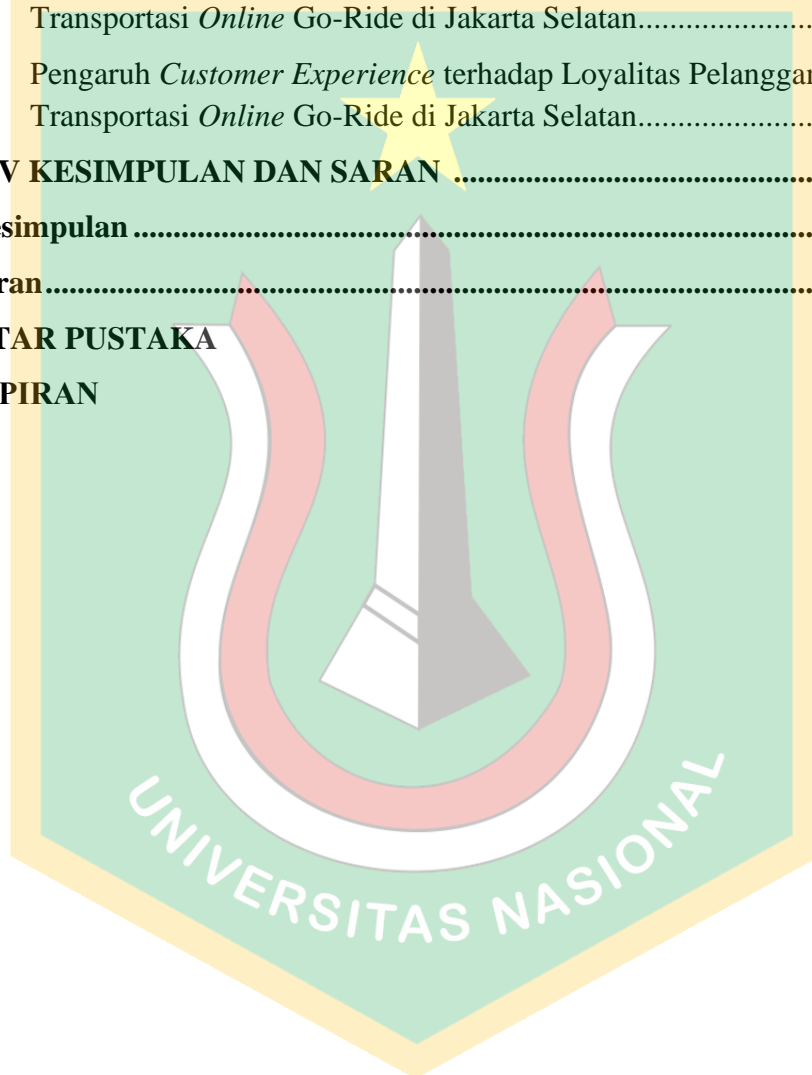 Transportasi Online Go-Ride di Jakarta Selatan.....................
Pengaruh Customer Experience terhadap Loyalitas Pelanggan
Transportasi Online Go-Ride di Jakarta Selatan.....................
V KESIMPULAN DAN SARAN .............................................
esimpulan.....................................................................................
ran................................................................................................
TAR PUSTAKA
PIRAN
UNIVERSITAS NASIONAL